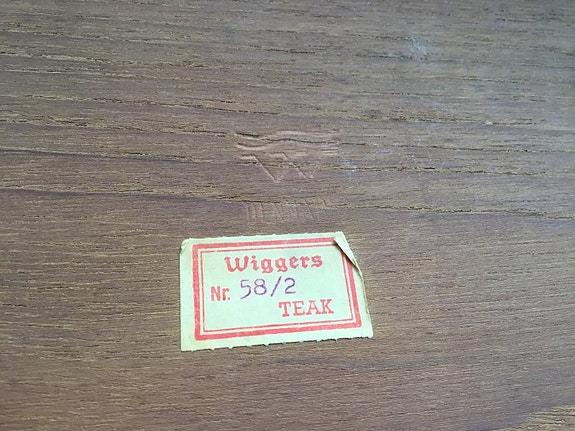 Wiggers
Nr. 58/2
TEAK